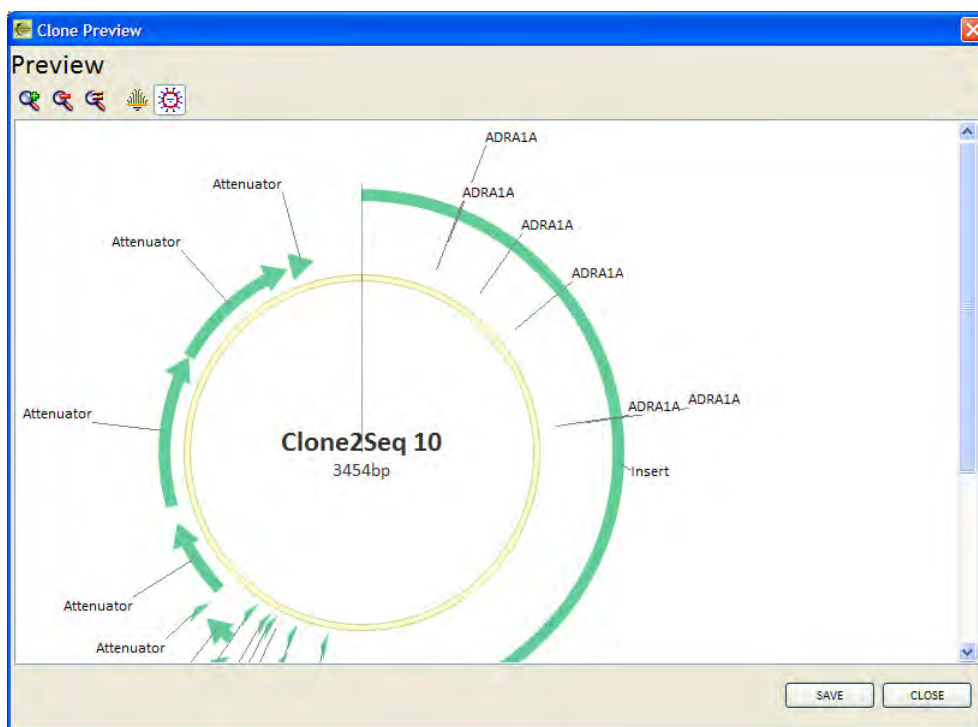 Clone Preview
Preview
ADRA1A
Attenuator
ADRA1A
ADRA1A
Attenuator
ADRA1A
ADRA1A
ADRA1A
Attenuator
Clone2Seq 10
3454bp
Insert
Attenuator
Attenuator
SAVE
CLOSE